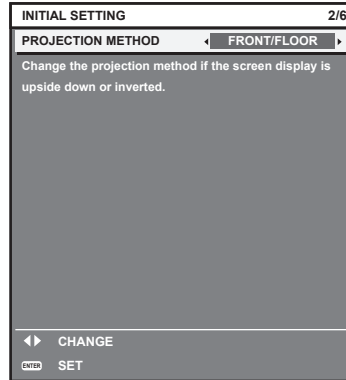 INITIAL SETTING 2/6
PROJECTION METHOD FRONT/FLOOR
Change the projection method if the screen display is
upside down or inverted.
CHANGE
ENTER SET